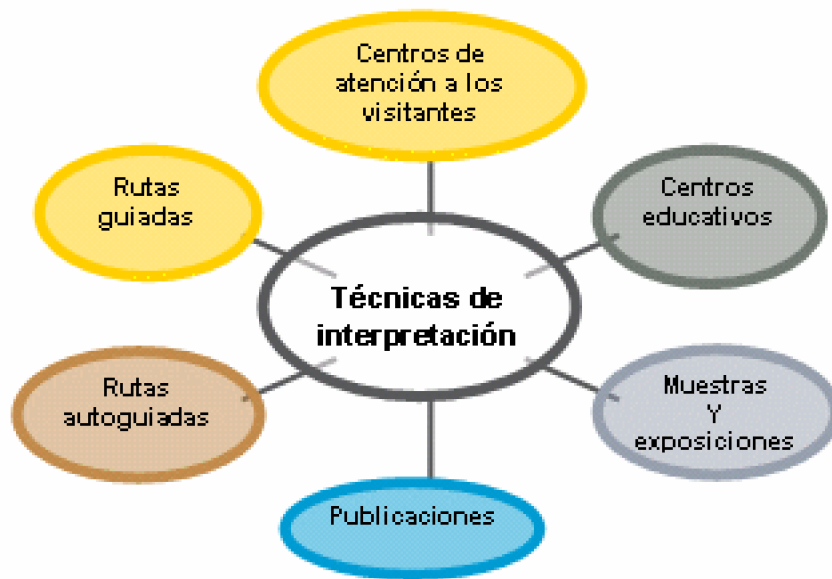 Centros de
atención a los
visitantes
Rutas
guiadas
Centros
educativos
Técnicas de
interpretación
Rutas
autoguiadas
Muestras
Y
exposiciones
Publicaciones